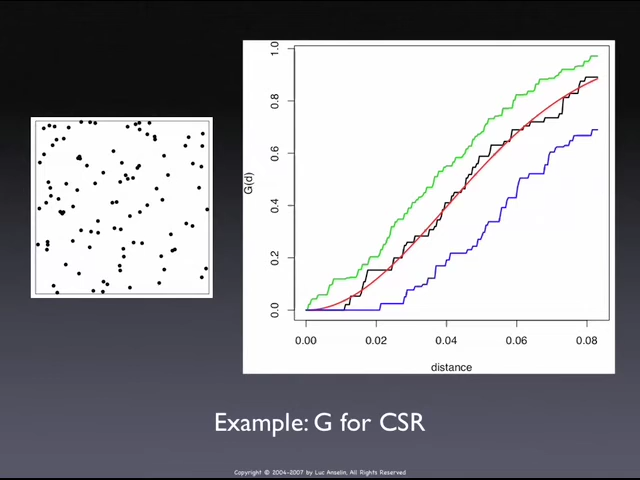 1.0
0.8
0.6
G(d)
0.4
0.2
0.0
0.00 0.02 0.04 0.06 0.08
distance
Example: G for CSR
Copyright © 2004-2007 by Luc Anselin, All Rights Reserved